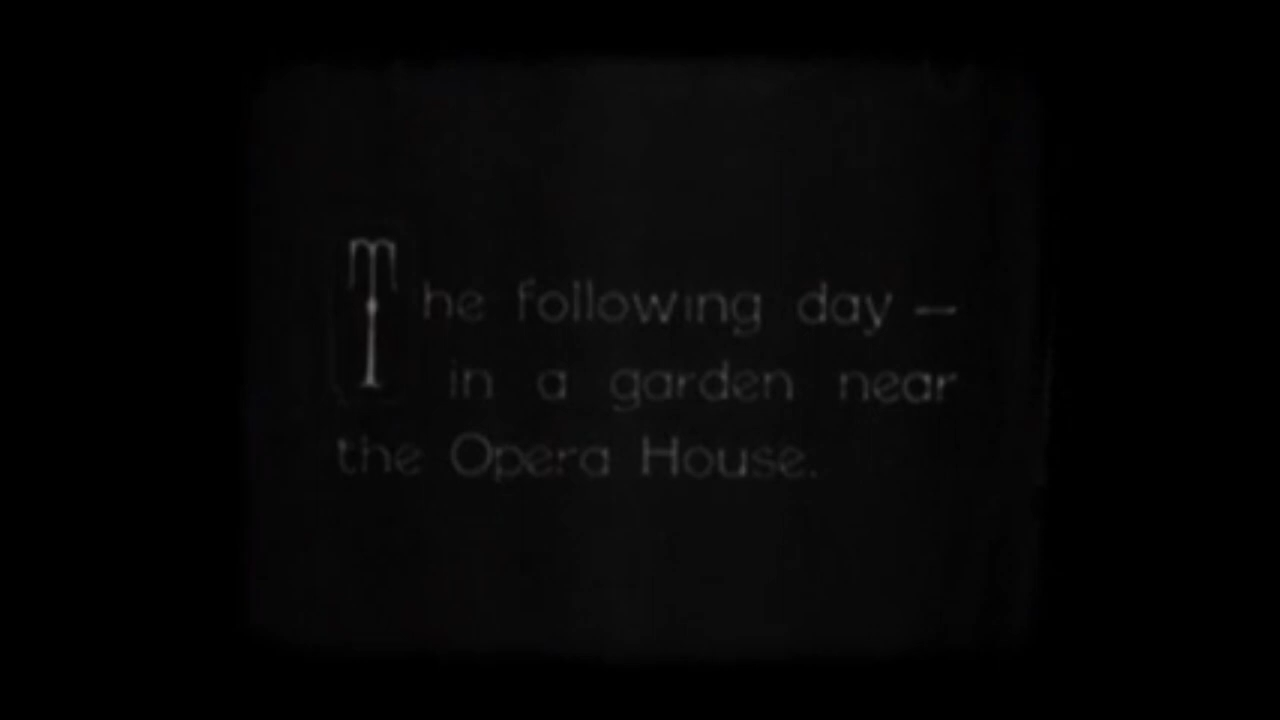 The following day —
in a garden near
the Opera House.